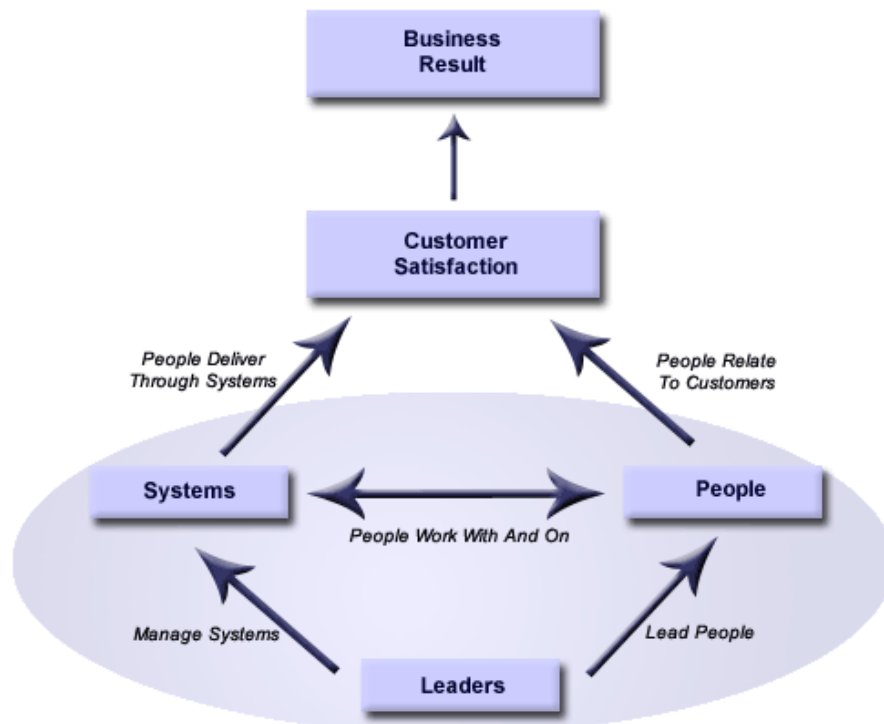 Business
Result
Customer
Satisfaction
People Deliver
Through Systems
People Relate
To Customers
Systems
People
People Work With And On
Manage Systems
Lead People
Leaders